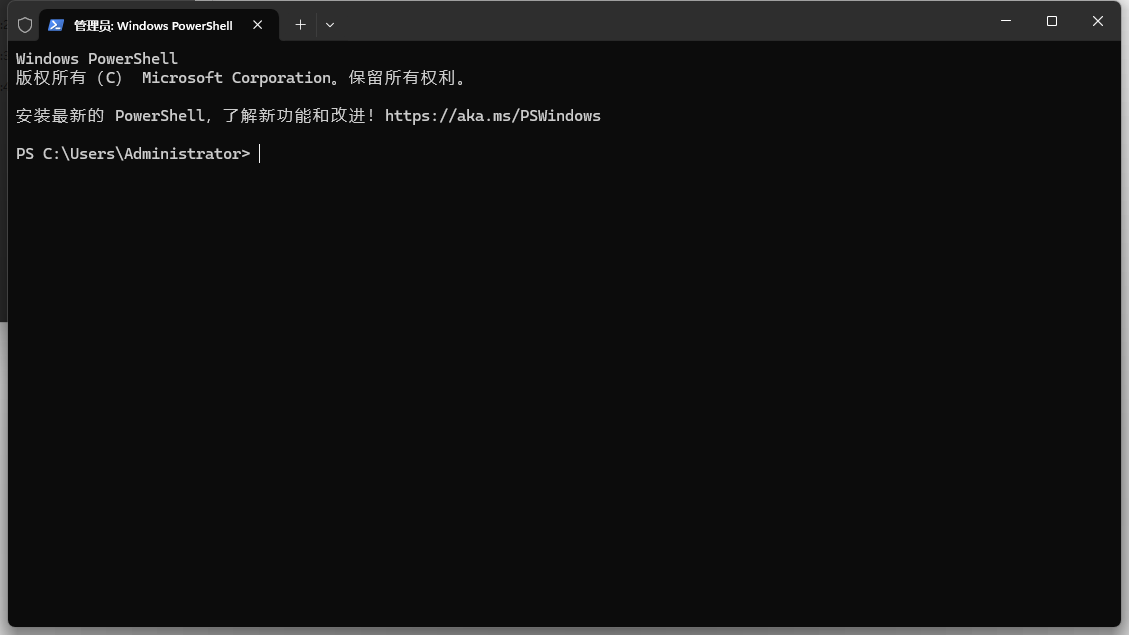 管理员: Windows PowerShell
Windows PowerShell
版权所有（C） Microsoft Corporation。保留所有权利。
安装最新的 PowerShell，了解新功能和改进！https://aka.ms/PSWindows
PS C:\Users\Administrator>